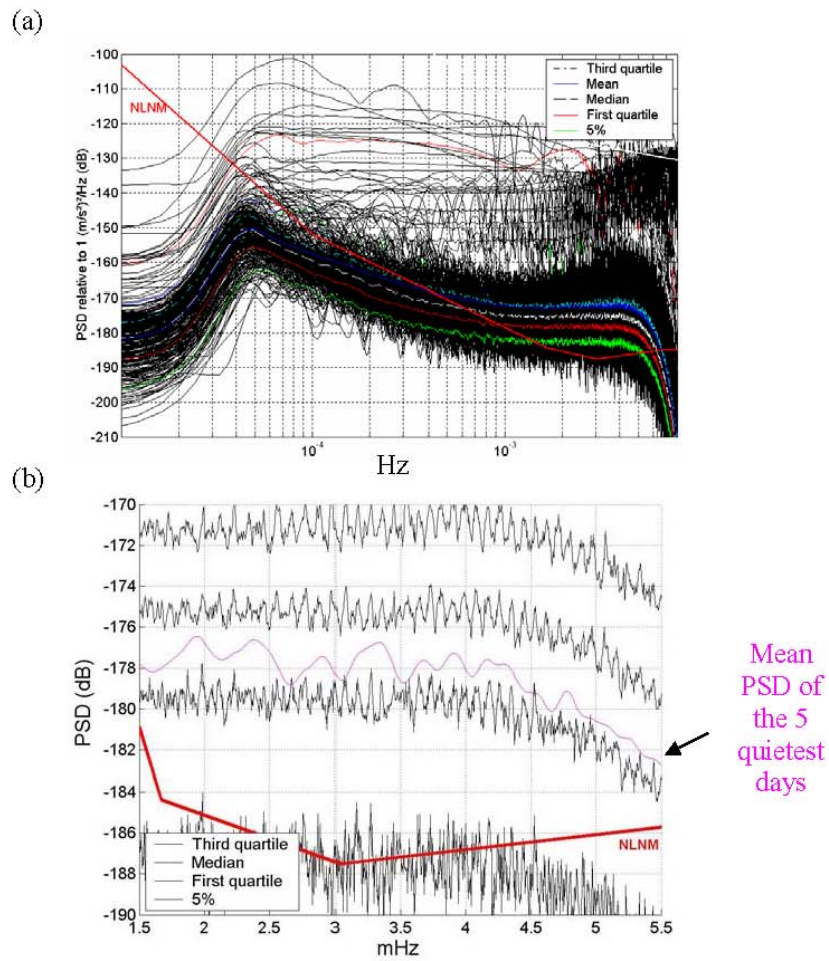 (a)
-100
-110
-120
-130
-140
-150
-160
-170
-180
-190
-200
-210
PSD relative to 1 (m/s²)²/Hz (dB)
NLNM
Third quartile
Mean
Median
First quartile
5%
10⁻⁴
10⁻³
Hz
(b)
-170
-172
-174
-176
-178
-180
-182
-184
-186
-188
-190
PSD (dB)
Third quartile
Median
First quartile
5%
NLNM
1.5
2
2.5
3
3.5
4
4.5
5
5.5
mHz
Mean
PSD of
the 5
quietest
days